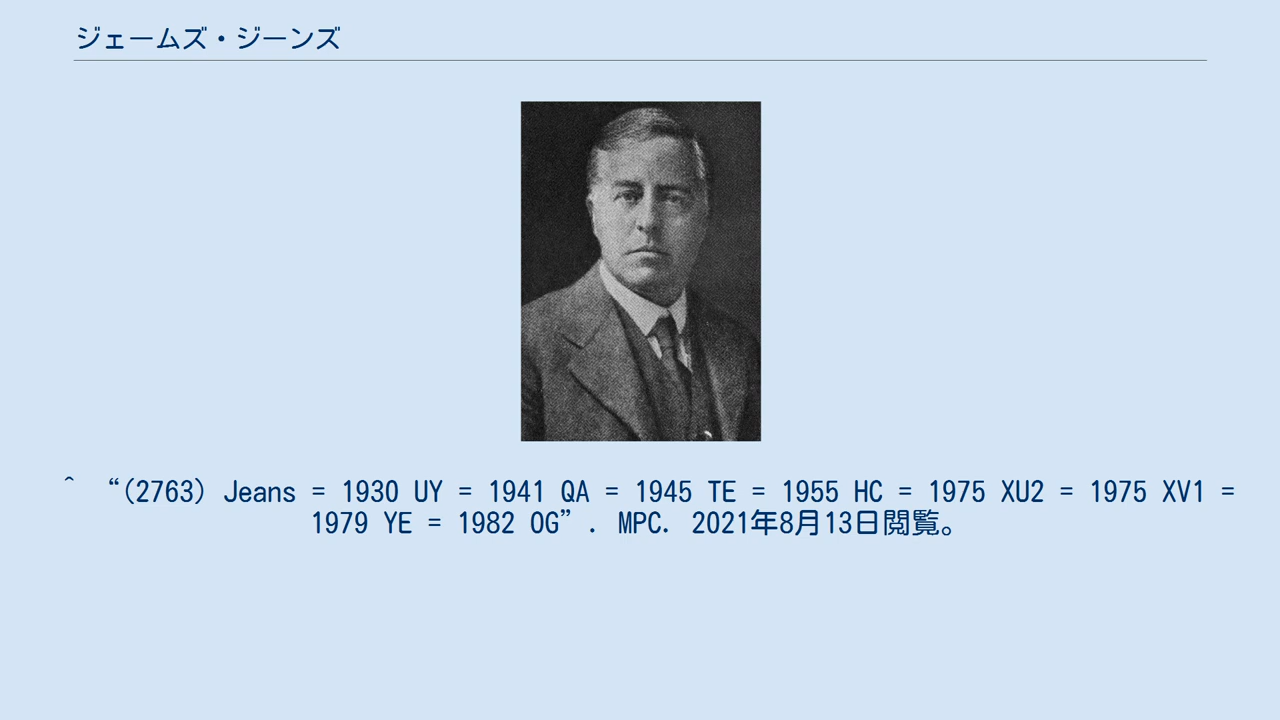 ジェームズ・ジーンズ
^ “(2763) Jeans = 1930 UY = 1941 QA = 1945 TE = 1955 HC = 1975 XU2 = 1975 XV1 =
1979 YE = 1982 OG”. MPC. 2021年8月13日閲覧。